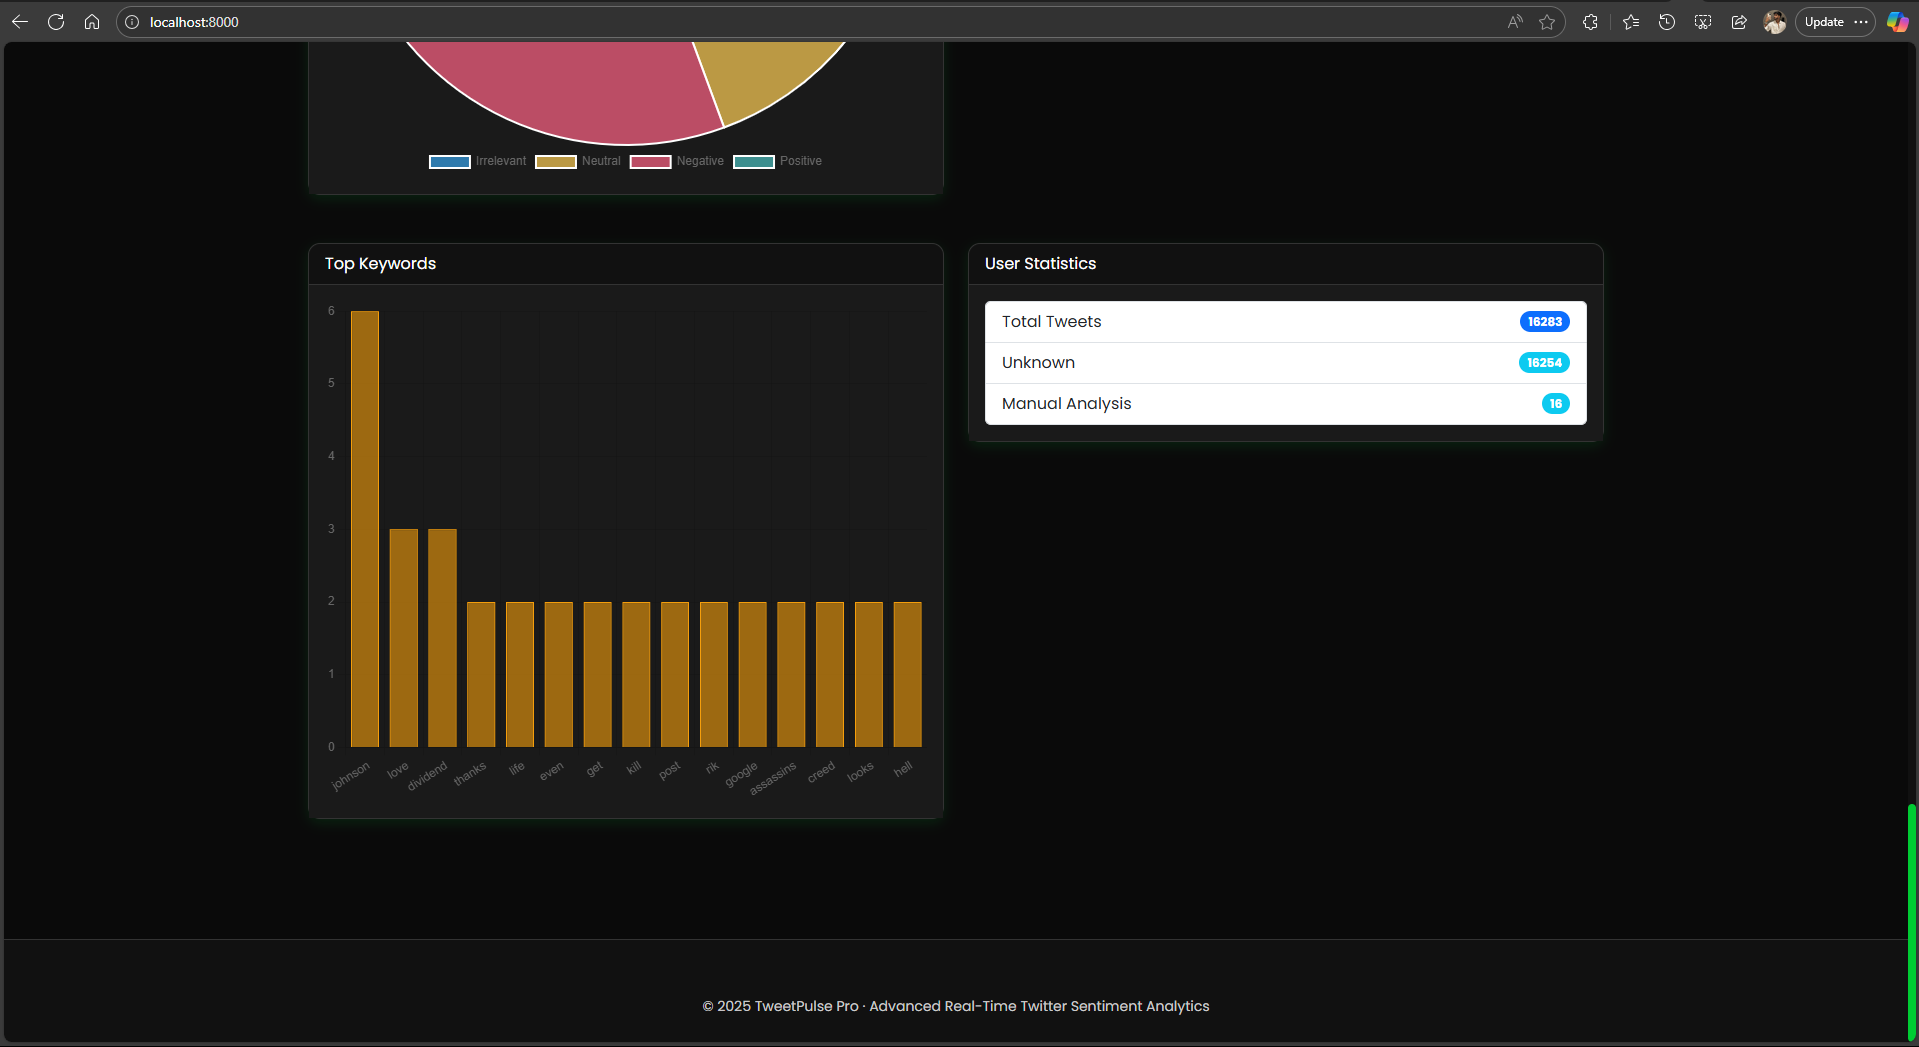 localhost:8000
Update
Irrelevant Neutral Negative Positive
Top Keywords
6
5
4
3
2
1
0
johnson love dividend thanks life even get kill post rik google assassins creed looks hell
User Statistics
Total Tweets 16283
Unknown 16254
Manual Analysis 16
© 2025 TweetPulse Pro · Advanced Real-Time Twitter Sentiment Analytics